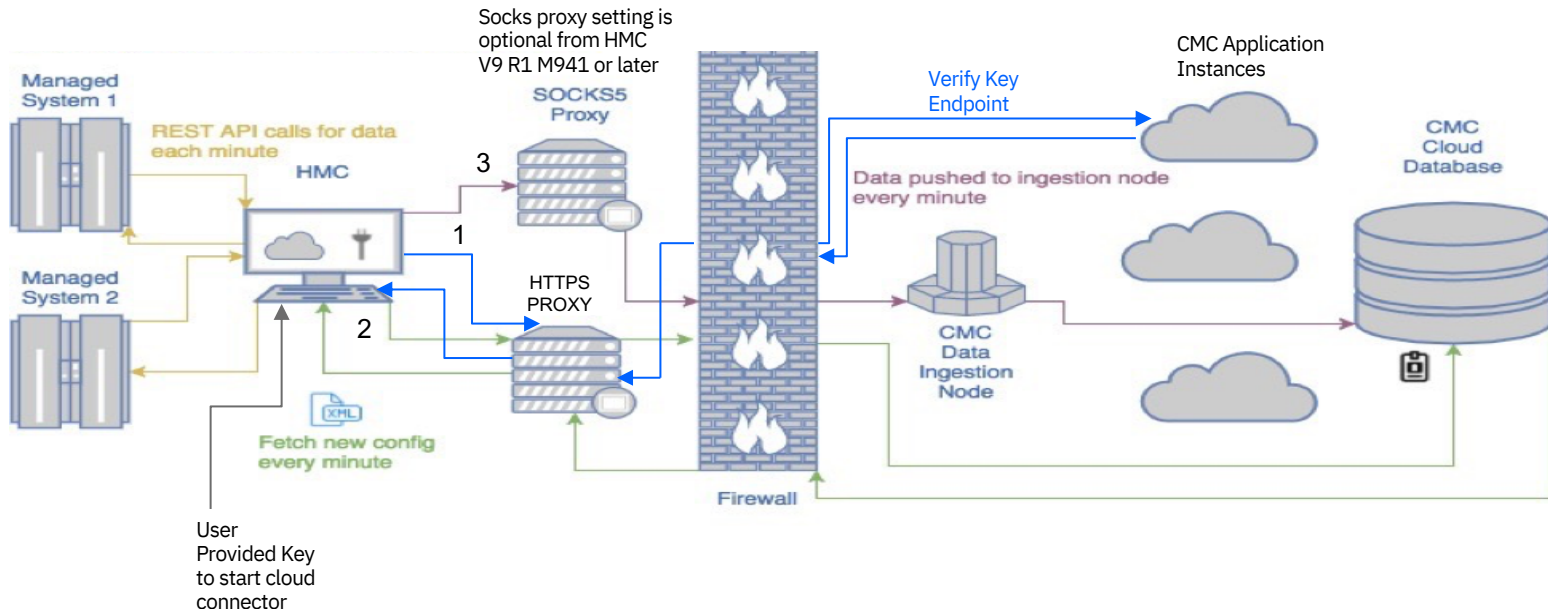 Socks proxy setting is
optional from HMC
V9 R1 M941 or later
SOCKS5
Proxy
CMC Application
Instances
Verify Key
Endpoint
Managed
System 1
REST API calls for data
each minute
HMC
3
CMC
Cloud
Database
Data pushed to ingestion node
every minute
1
Managed
System 2
HTTPS
PROXY
2
CMC
Data
Ingestion
Node
XML
Fetch new config
every minute
Firewall
User
Provided Key
to start cloud
connector